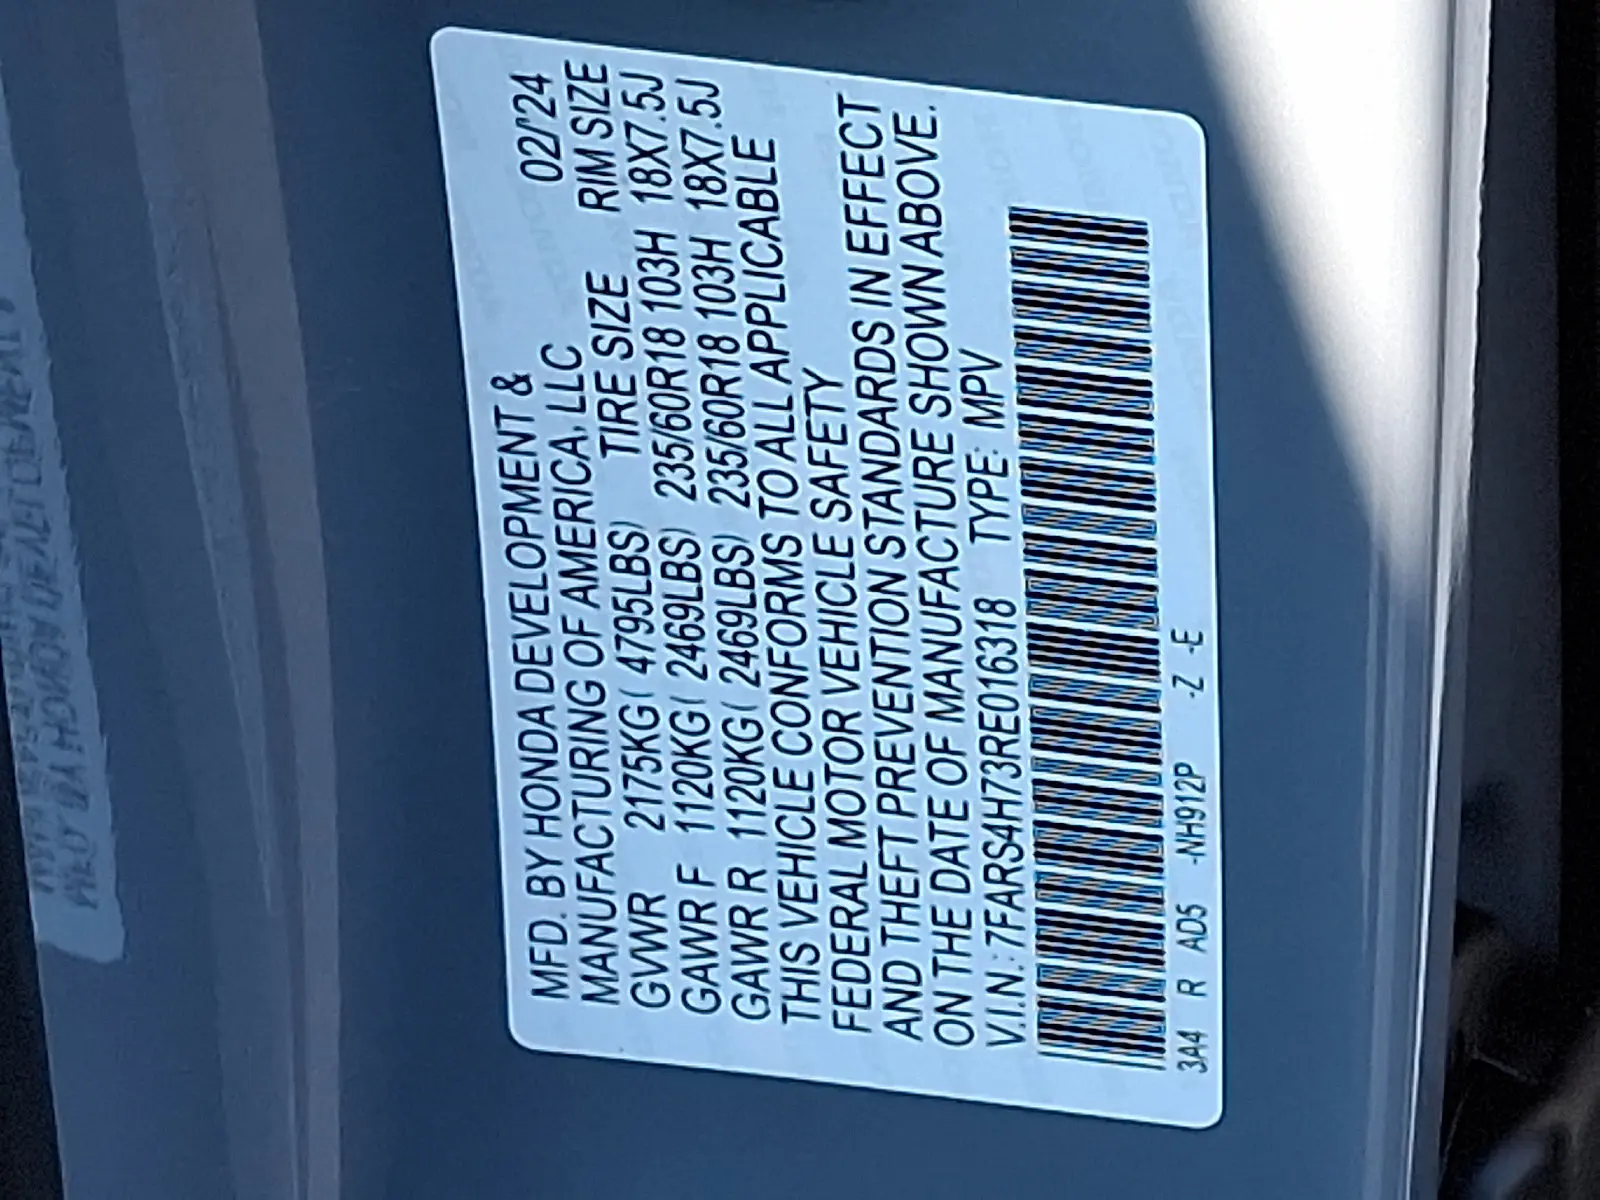 MFD. BY HONDA DEVELOPMENT & 02/'24
MANUFACTURING OF AMERICA, LLC
TIRE SIZE RIM SIZE
GVWR 2175KG( 4795LBS)
GAWR F 1120KG( 2469LBS) 235/60R18 103H 18X7.5J
GAWR R 1120KG( 2469LBS) 235/60R18 103H 18X7.5J
THIS VEHICLE CONFORMS TO ALL APPLICABLE
FEDERAL MOTOR VEHICLE SAFETY
AND THEFT PREVENTION STANDARDS IN EFFECT
ON THE DATE OF MANUFACTURE SHOWN ABOVE.
V.I.N.: 7FARS4H73RE016318 TYPE: MPV
3A4 R AD5 -NH912P -Z -E